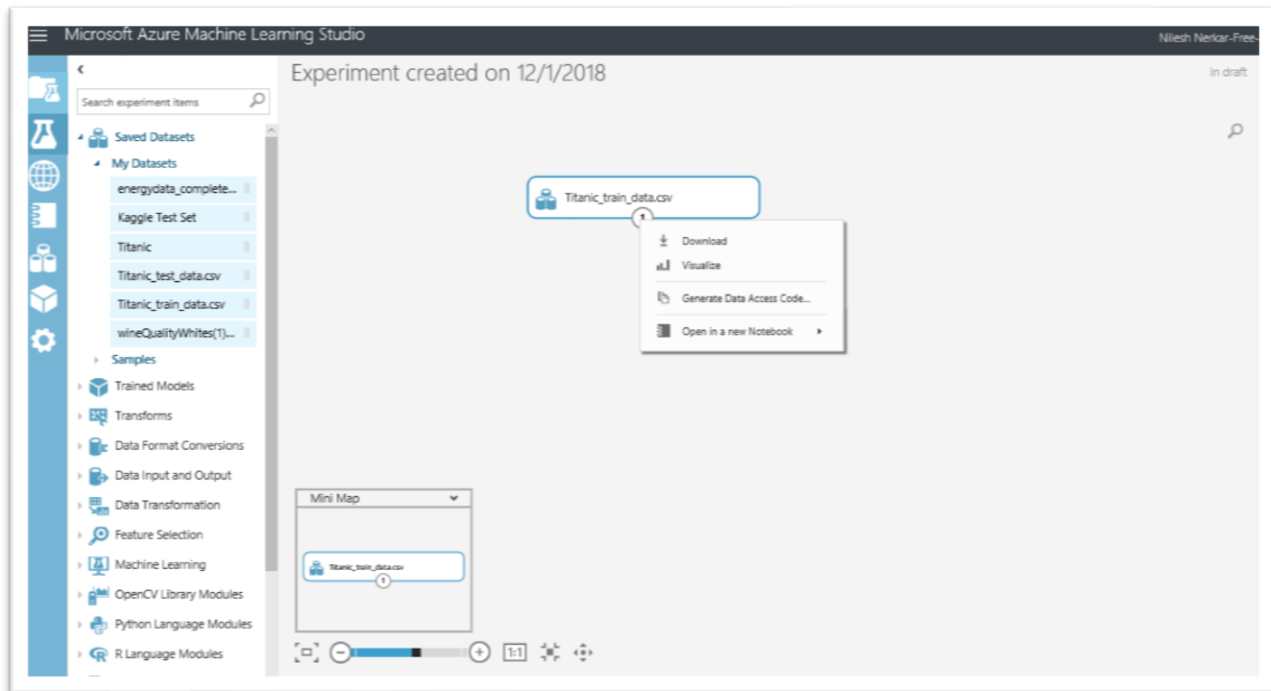 Microsoft Azure Machine Learning Studio
Nilesh Nerkar-Free-
Experiment created on 12/1/2018
In draft
Search experiment items
Saved Datasets
My Datasets
energydata_complete...
Kaggle Test Set
Titanic
Titanic_test_data.csv
Titanic_train_data.csv
wineQualityWhites(1)...
Samples
Trained Models
Transforms
Data Format Conversions
Data Input and Output
Data Transformation
Feature Selection
Machine Learning
OpenCV Library Modules
Python Language Modules
R Language Modules
Titanic_train_data.csv
1
Download
Visualize
Generate Data Access Code...
Open in a new Notebook
Mini Map
Titanic_train_data.csv
1
1:1